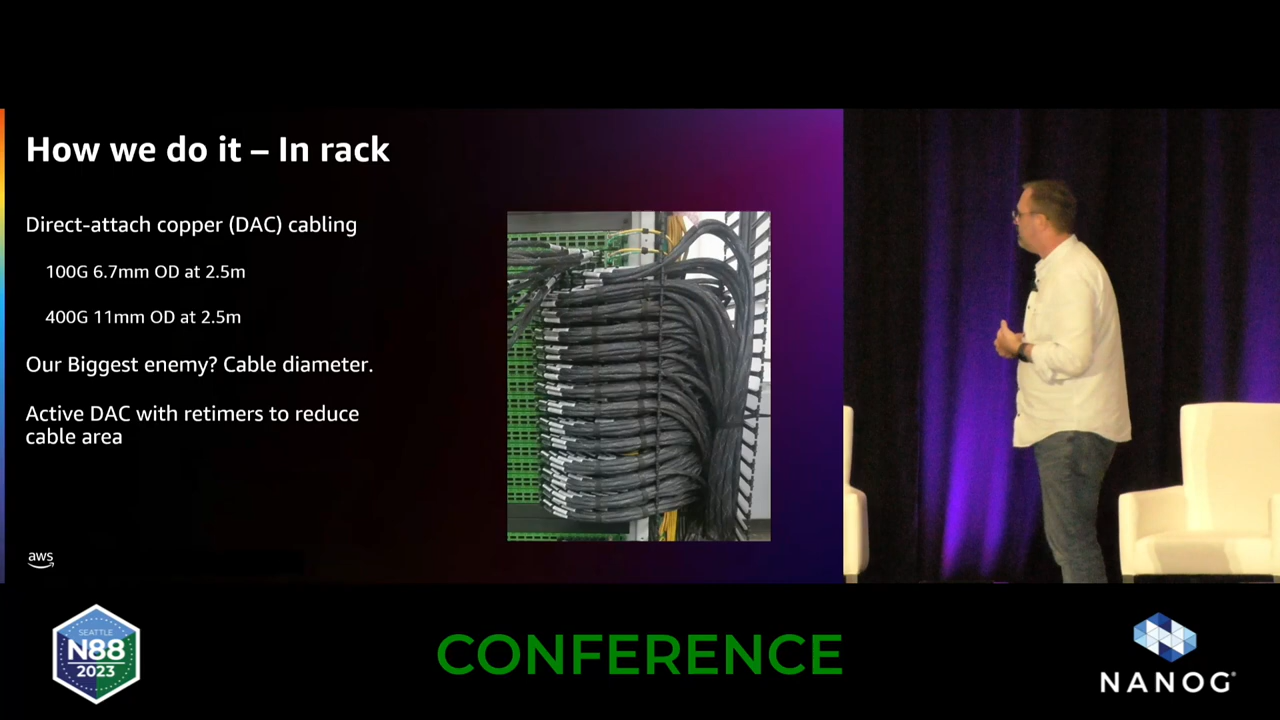 How we do it – In rack
Direct-attach copper (DAC) cabling
100G 6.7mm OD at 2.5m
400G 11mm OD at 2.5m
Our Biggest enemy? Cable diameter.
Active DAC with retimers to reduce
cable area
aws
SEATTLE
N88
2023
CONFERENCE
NANOG®